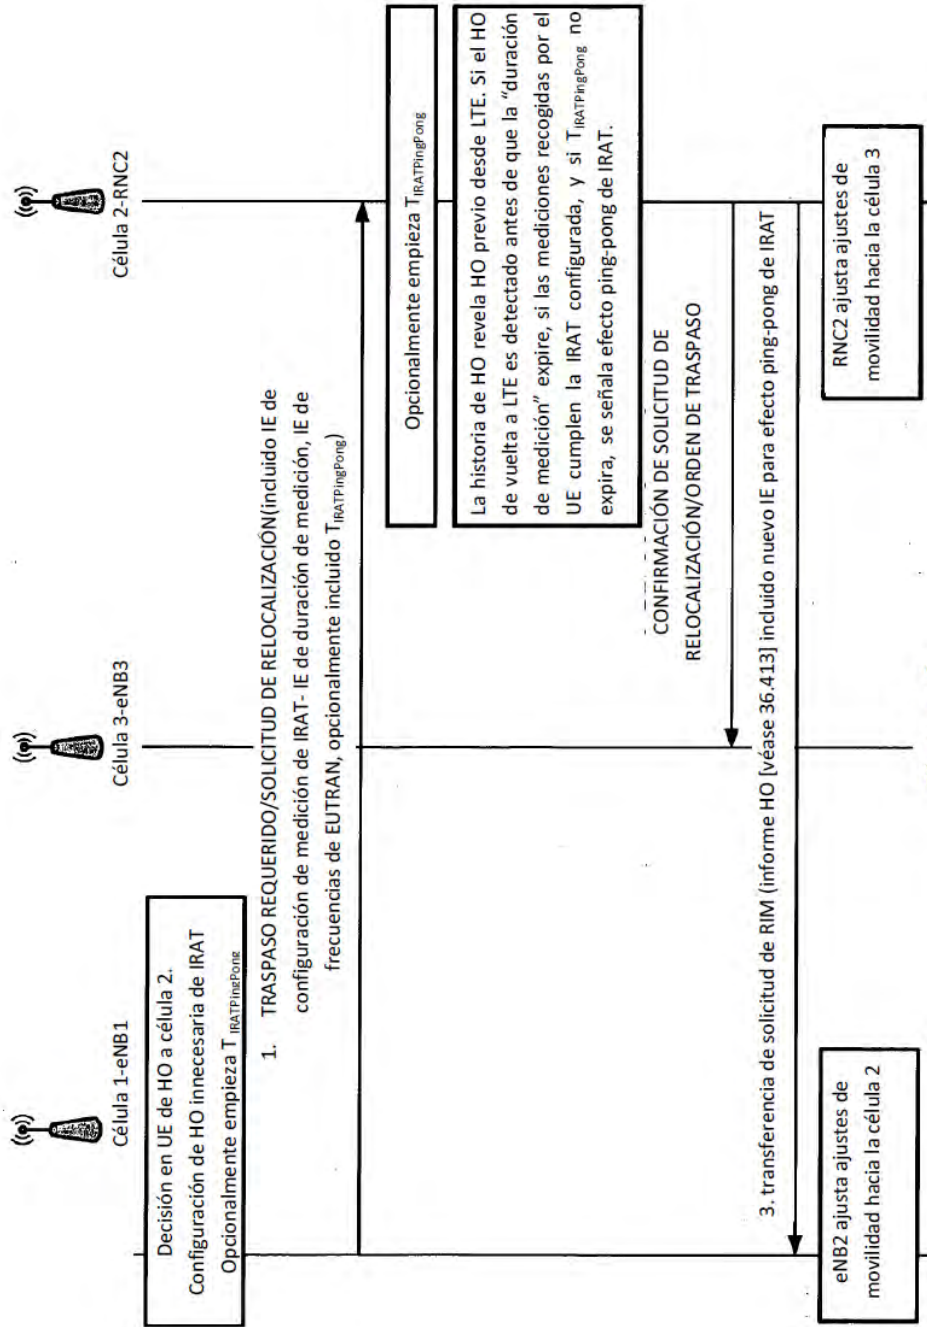 Célula 1-eNB1
Célula 3-eNB3
Célula 2-RNC2
Decisión en UE de HO a célula 2.
Configuración de HO innecesaria de IRAT
Opcionalmente empieza T IRATPingPong
1. TRASPASO REQUERIDO/SOLICITUD DE RELOCALIZACIÓN(incluido IE de
configuración de medición de IRAT- IE de duración de medición, IE de
frecuencias de EUTRAN, opcionalmente incluido TIRATPingPong)
Opcionalmente empieza TIRATPingPong
La historia de HO revela HO previo desde LTE. Si el HO
de vuelta a LTE es detectado antes de que la "duración
de medición" expire, si las mediciones recogidas por el
UE cumplen la IRAT configurada, y si TIRATPingPong no
expira, se señala efecto ping-pong de IRAT.
CONFIRMACIÓN DE SOLICITUD DE
RELOCALIZACIÓN/ORDEN DE TRASPASO
3. transferencia de solicitud de RIM (informe HO [véase 36.413] incluido nuevo IE para efecto ping-pong de IRAT
eNB2 ajusta ajustes de
movilidad hacia la célula 2
RNC2 ajusta ajustes de
movilidad hacia la célula 3